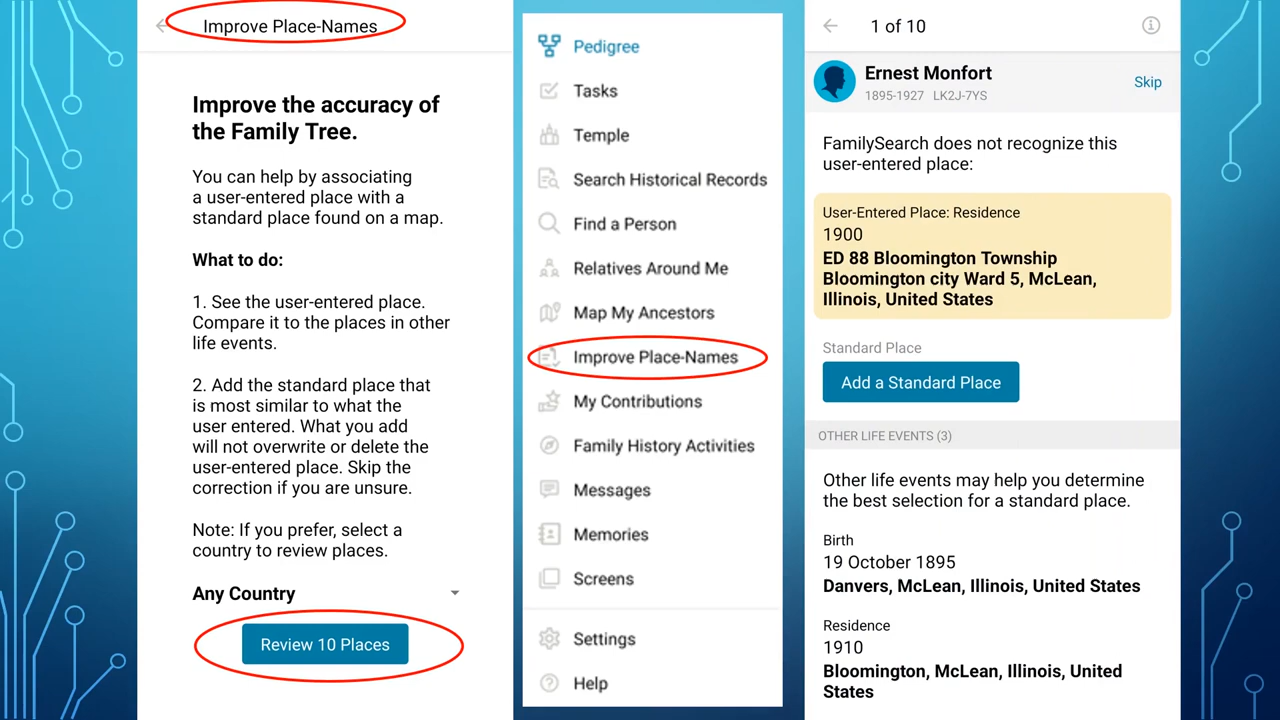 Improve Place-Names
Improve the accuracy of
the Family Tree.
You can help by associating
a user-entered place with a
standard place found on a map.
What to do:
1. See the user-entered place.
Compare it to the places in other
life events.
2. Add the standard place that
is most similar to what the
user entered. What you add
will not overwrite or delete the
user-entered place. Skip the
correction if you are unsure.
Note: If you prefer, select a
country to review places.
Any Country
Review 10 Places
Pedigree
Tasks
Temple
Search Historical Records
Find a Person
Relatives Around Me
Map My Ancestors
Improve Place-Names
My Contributions
Family History Activities
Messages
Memories
Screens
Settings
Help
1 of 10
Ernest Monfort
1895-1927 LK2J-7YS
Skip
FamilySearch does not recognize this
user-entered place:
User-Entered Place: Residence
1900
ED 88 Bloomington Township
Bloomington city Ward 5, McLean,
Illinois, United States
Standard Place
Add a Standard Place
OTHER LIFE EVENTS (3)
Other life events may help you determine
the best selection for a standard place.
Birth
19 October 1895
Danvers, McLean, Illinois, United States
Residence
1910
Bloomington, McLean, Illinois, United
States